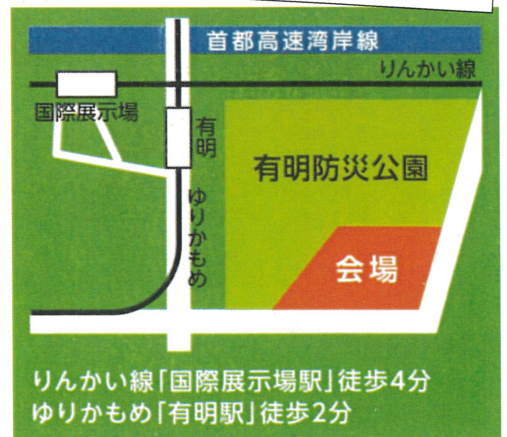 首都高速湾岸線
りんかい線
国際展示場
有明
有明防災公園
ゆりかもめ
会場
りんかい線「国際展示場駅」徒歩4分
ゆりかもめ「有明駅」徒歩2分